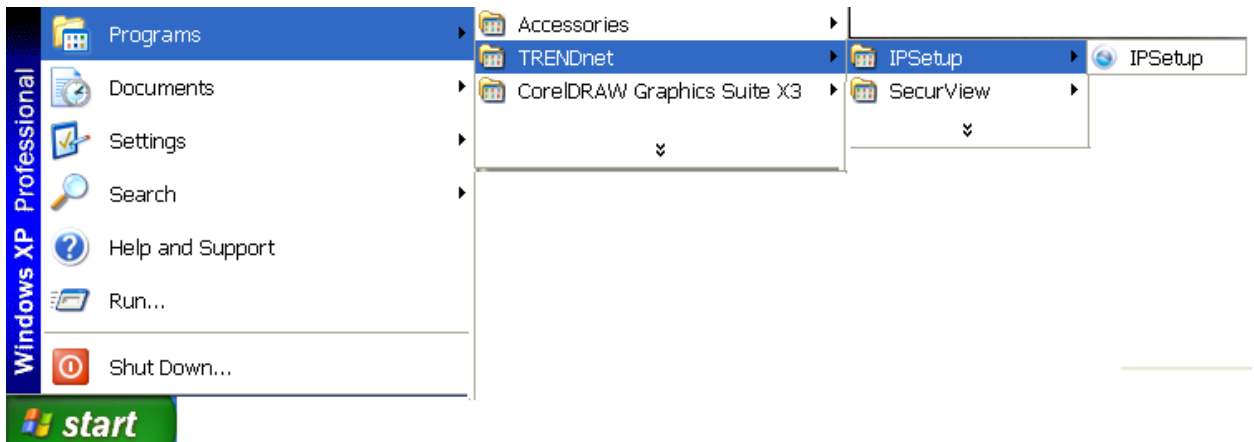 Windows XP Professional
Programs
Documents
Settings
Search
Help and Support
Run...
Shut Down...
start
Accessories
TRENDnet
CorelDRAW Graphics Suite X3
IPSetup
SecurView
IPSetup